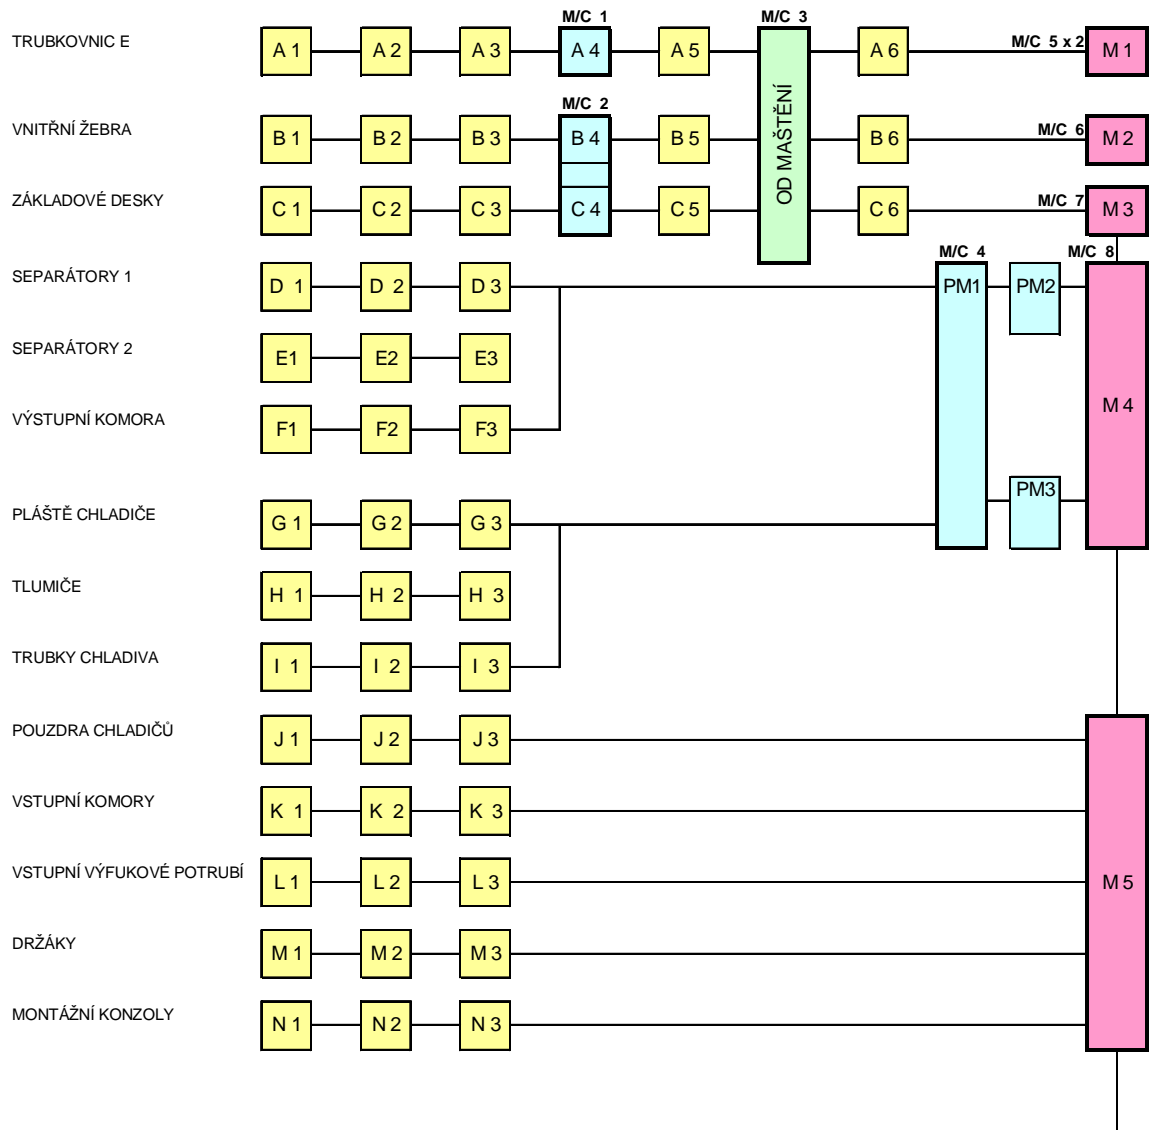 M/C 1 M/C 3
TRUBKOVNIC E A 1 A 2 A 3 A 4 A 5 A 6 M/C 5 x 2 M 1
M/C 2
OD MAŠTĚNÍ
VNITŘNÍ ŽEBRA B 1 B 2 B 3 B 4 B 5 B 6 M/C 6 M 2
ZÁKLADOVÉ DESKY C 1 C 2 C 3 C 4 C 5 C 6 M/C 7 M 3
M/C 4 M/C 8
SEPARÁTORY 1 D 1 D 2 D 3 PM1 PM2
SEPARÁTORY 2 E1 E2 E3
M 4
VÝSTUPNÍ KOMORA F1 F2 F3
PM3
PLÁŠTĚ CHLADIČE G 1 G 2 G 3
TLUMIČE H 1 H 2 H 3
TRUBKY CHLADIVA I 1 I 2 I 3
POUZDRA CHLADIČŮ J 1 J 2 J 3
VSTUPNÍ KOMORY K 1 K 2 K 3
VSTUPNÍ VÝFUKOVÉ POTRUBÍ L 1 L 2 L 3 M 5
DRŽÁKY M 1 M 2 M 3
MONTÁŽNÍ KONZOLY N 1 N 2 N 3